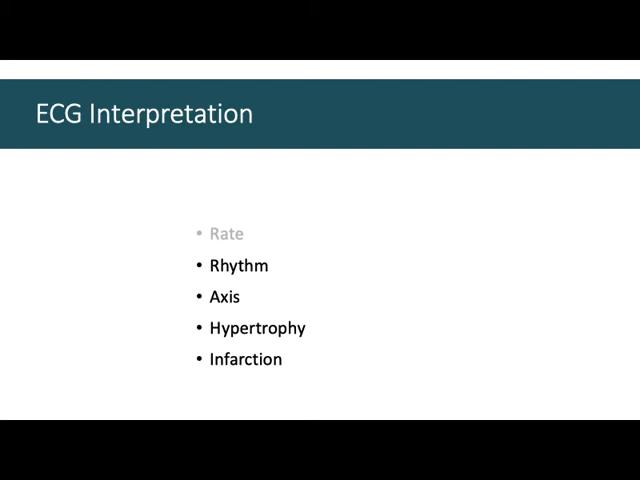 ECG Interpretation
• Rate
• Rhythm
• Axis
• Hypertrophy
• Infarction